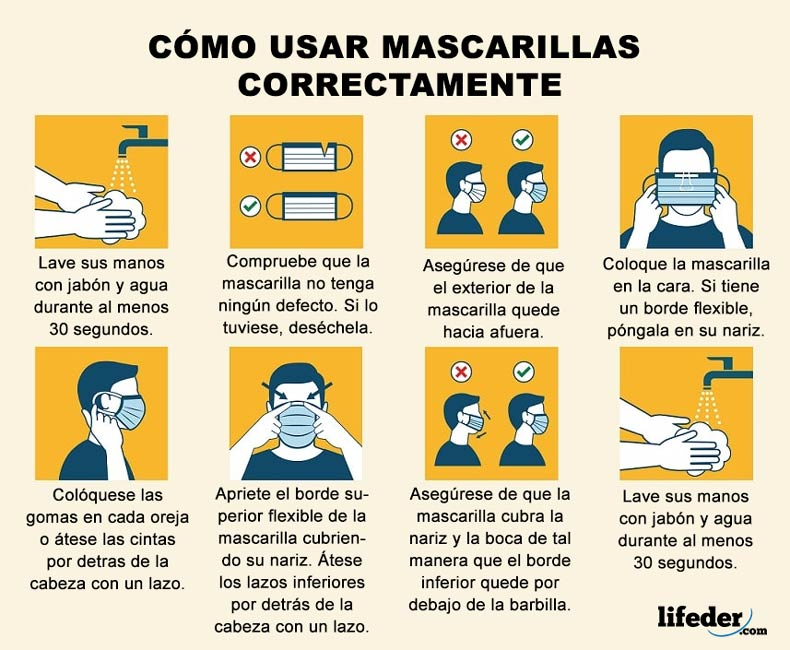 CÓMO USAR MASCARILLAS
CORRECTAMENTE
Lave sus manos
con jabón y agua
durante al menos
30 segundos.
Compruebe que la
mascarilla no tenga
ningún defecto. Si lo
tuviese, deséchela.
Asegúrese de que
el exterior de la
mascarilla quede
hacia afuera.
Coloque la mascarilla
en la cara. Si tiene
un borde flexible,
póngala en su nariz.
Colóquese las
gomas en cada oreja
o átese las cintas
por detras de la
cabeza con un lazo.
Apriete el borde su-
perior flexible de la
mascarilla cubrien-
do su nariz. Átese
los lazos inferiores
por detrás de la
cabeza con un lazo.
Asegúrese de que la
mascarilla cubra la
nariz y la boca de tal
manera que el borde
inferior quede por
debajo de la barbilla.
Lave sus manos
con jabón y agua
durante al menos
30 segundos.
lifeder.com